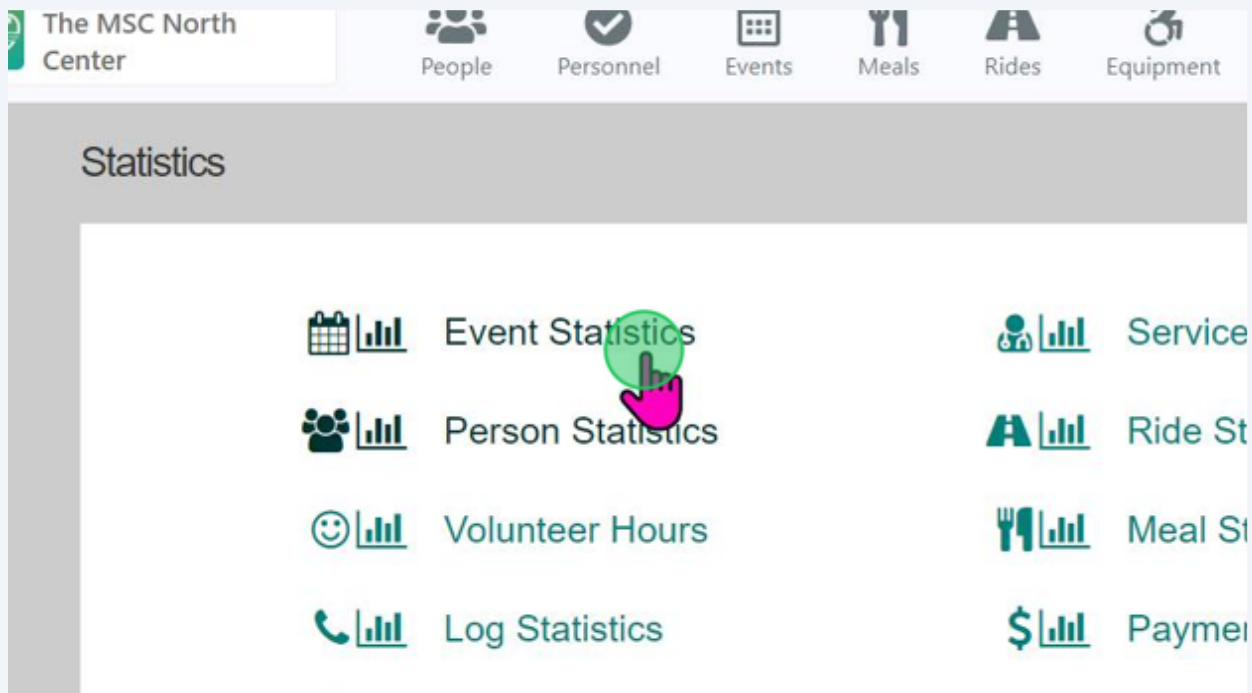 The MSC North
Center
People Personnel Events Meals Rides Equipment
Statistics
Event Statistics Service
Person Statistics Ride St
Volunteer Hours Meal St
Log Statistics $ Paymen